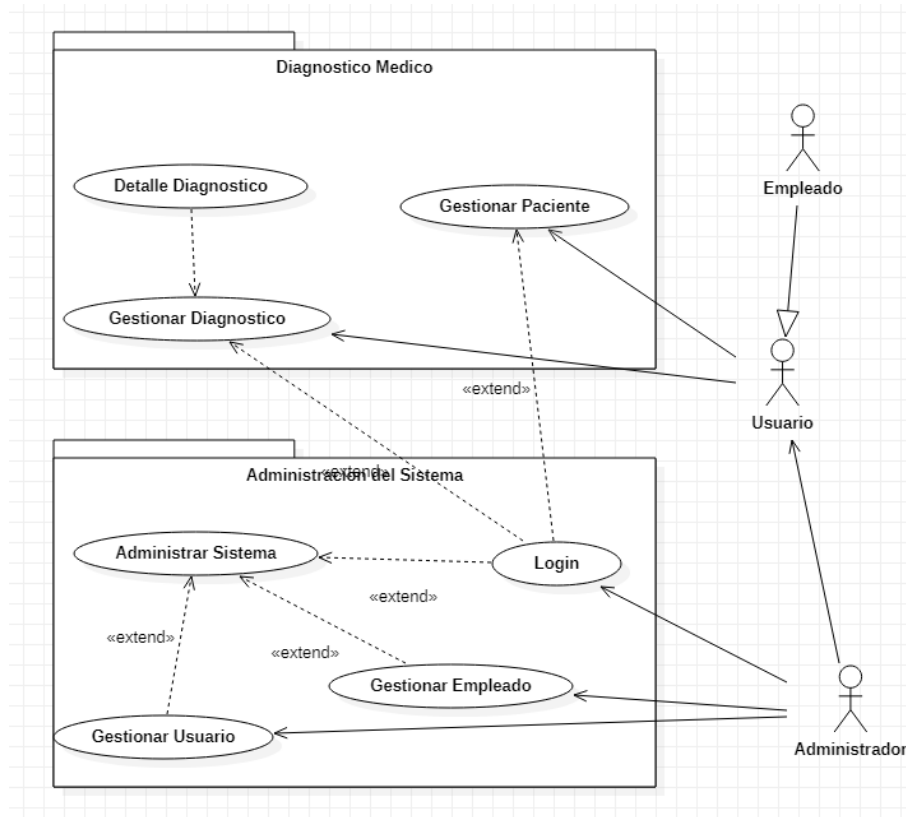 Diagnostico Medico
Empleado
Detalle Diagnostico
Gestionar Paciente
Gestionar Diagnostico
«extend»
Usuario
«extend»
Administración del Sistema
Administrar Sistema
Login
«extend»
«extend»
«extend»
Gestionar Empleado
Gestionar Usuario
Administrador